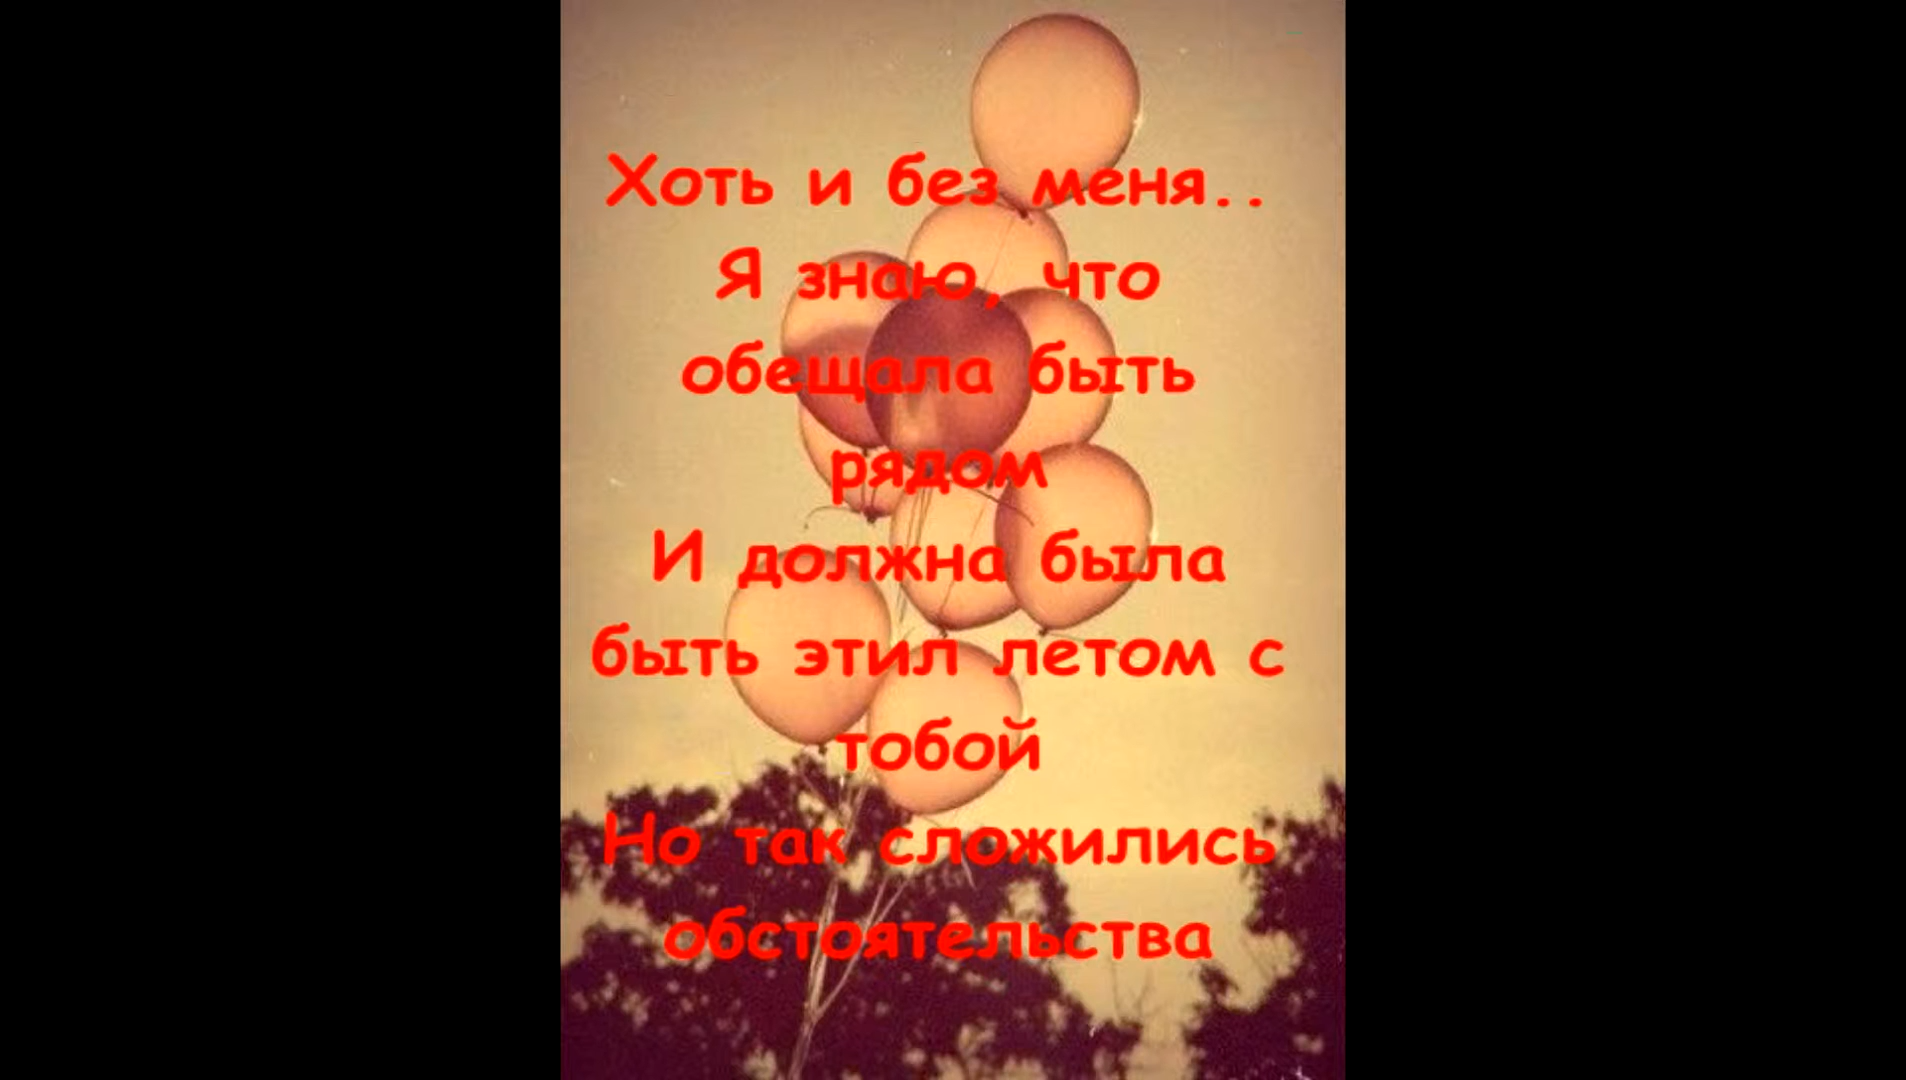 Хоть и без меня..
Я знаю, что
обещала быть
рядом
И должна была
быть этил летом с
тобой
Но так сложились
обстоятельства